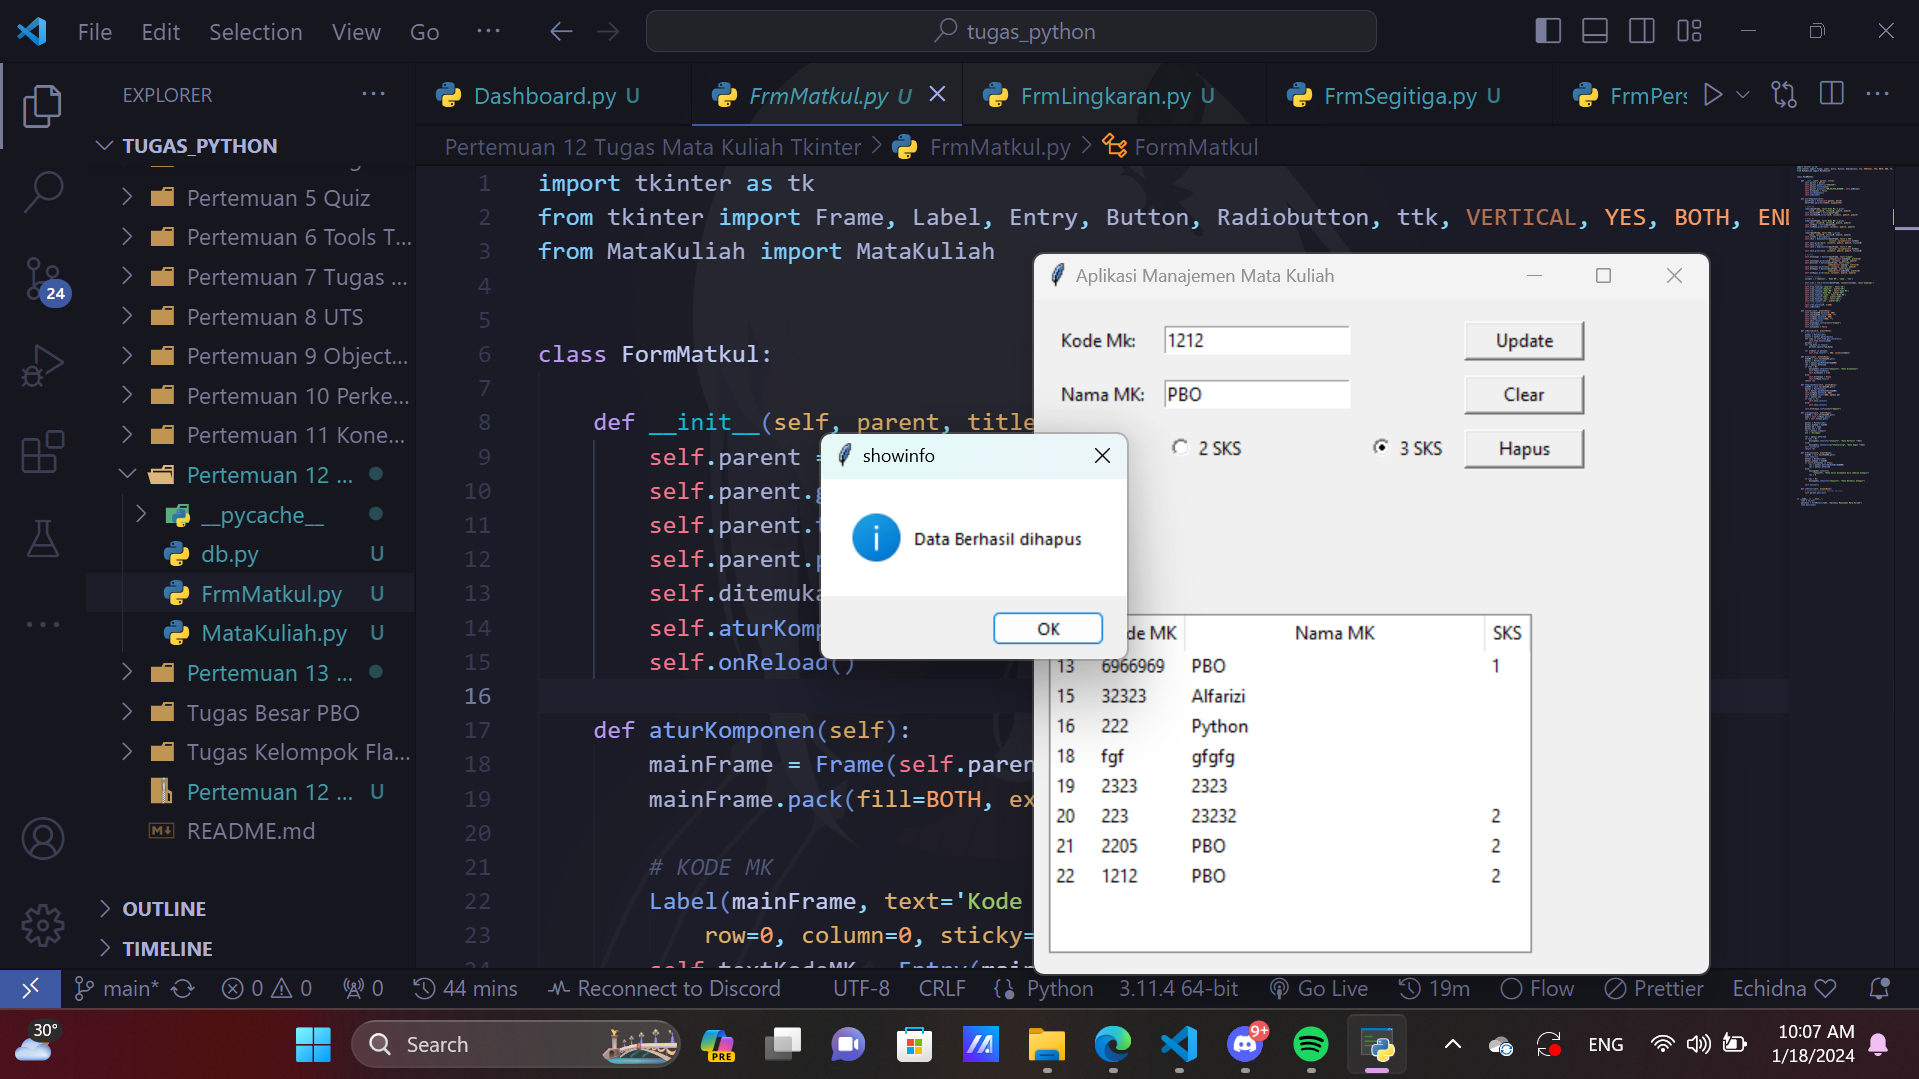 File Edit Selection View Go ... tugas_python
EXPLORER
TUGAS_PYTHON
Pertemuan 5 Quiz
Pertemuan 6 Tools T...
Pertemuan 7 Tugas ...
Pertemuan 8 UTS
Pertemuan 9 Object...
Pertemuan 10 Perke...
Pertemuan 11 Kone...
Pertemuan 12 ...
__pycache__
db.py U
FrmMatkul.py U
MataKuliah.py U
Pertemuan 13 ...
Tugas Besar PBO
Tugas Kelompok Fla...
Pertemuan 12 ... U
README.md
OUTLINE
TIMELINE
24
Dashboard.py U FrmMatkul.py U FrmLingkaran.py U FrmSegitiga.py U FrmPers
Pertemuan 12 Tugas Mata Kuliah Tkinter > FrmMatkul.py > FormMatkul
1 import tkinter as tk
2 from tkinter import Frame, Label, Entry, Button, Radiobutton, ttk, VERTICAL, YES, BOTH, END
3 from MataKuliah import MataKuliah
4
5
6 class FormMatkul:
7
8 def __init__(self, parent, title
9 self.parent =
10 self.parent.g
11 self.parent.t
12 self.parent.p
13 self.ditemuka
14 self.aturKomp
15 self.onReload()
16
17 def aturKomponen(self):
18 mainFrame = Frame(self.paren
19 mainFrame.pack(fill=BOTH, ex
20
21 # KODE MK
22 Label(mainFrame, text='Kode
23 row=0, column=0, sticky=
24 self.textKodeMK = Entry(main
Aplikasi Manajemen Mata Kuliah
Kode Mk: 1212 Update
Nama MK: PBO Clear
2 SKS 3 SKS Hapus
showinfo
Data Berhasil dihapus
OK
de MK Nama MK SKS
13 6966969 PBO 1
15 32323 Alfarizi
16 222 Python
18 fgf gfgfg
19 2323 2323
20 223 23232 2
21 2205 PBO 2
22 1212 PBO 2
main* 0 0 0 44 mins Reconnect to Discord UTF-8 CRLF Python 3.11.4 64-bit Go Live 19m Flow Prettier Echidna
30° Search PRE 9+ ENG 10:07 AM
1/18/2024